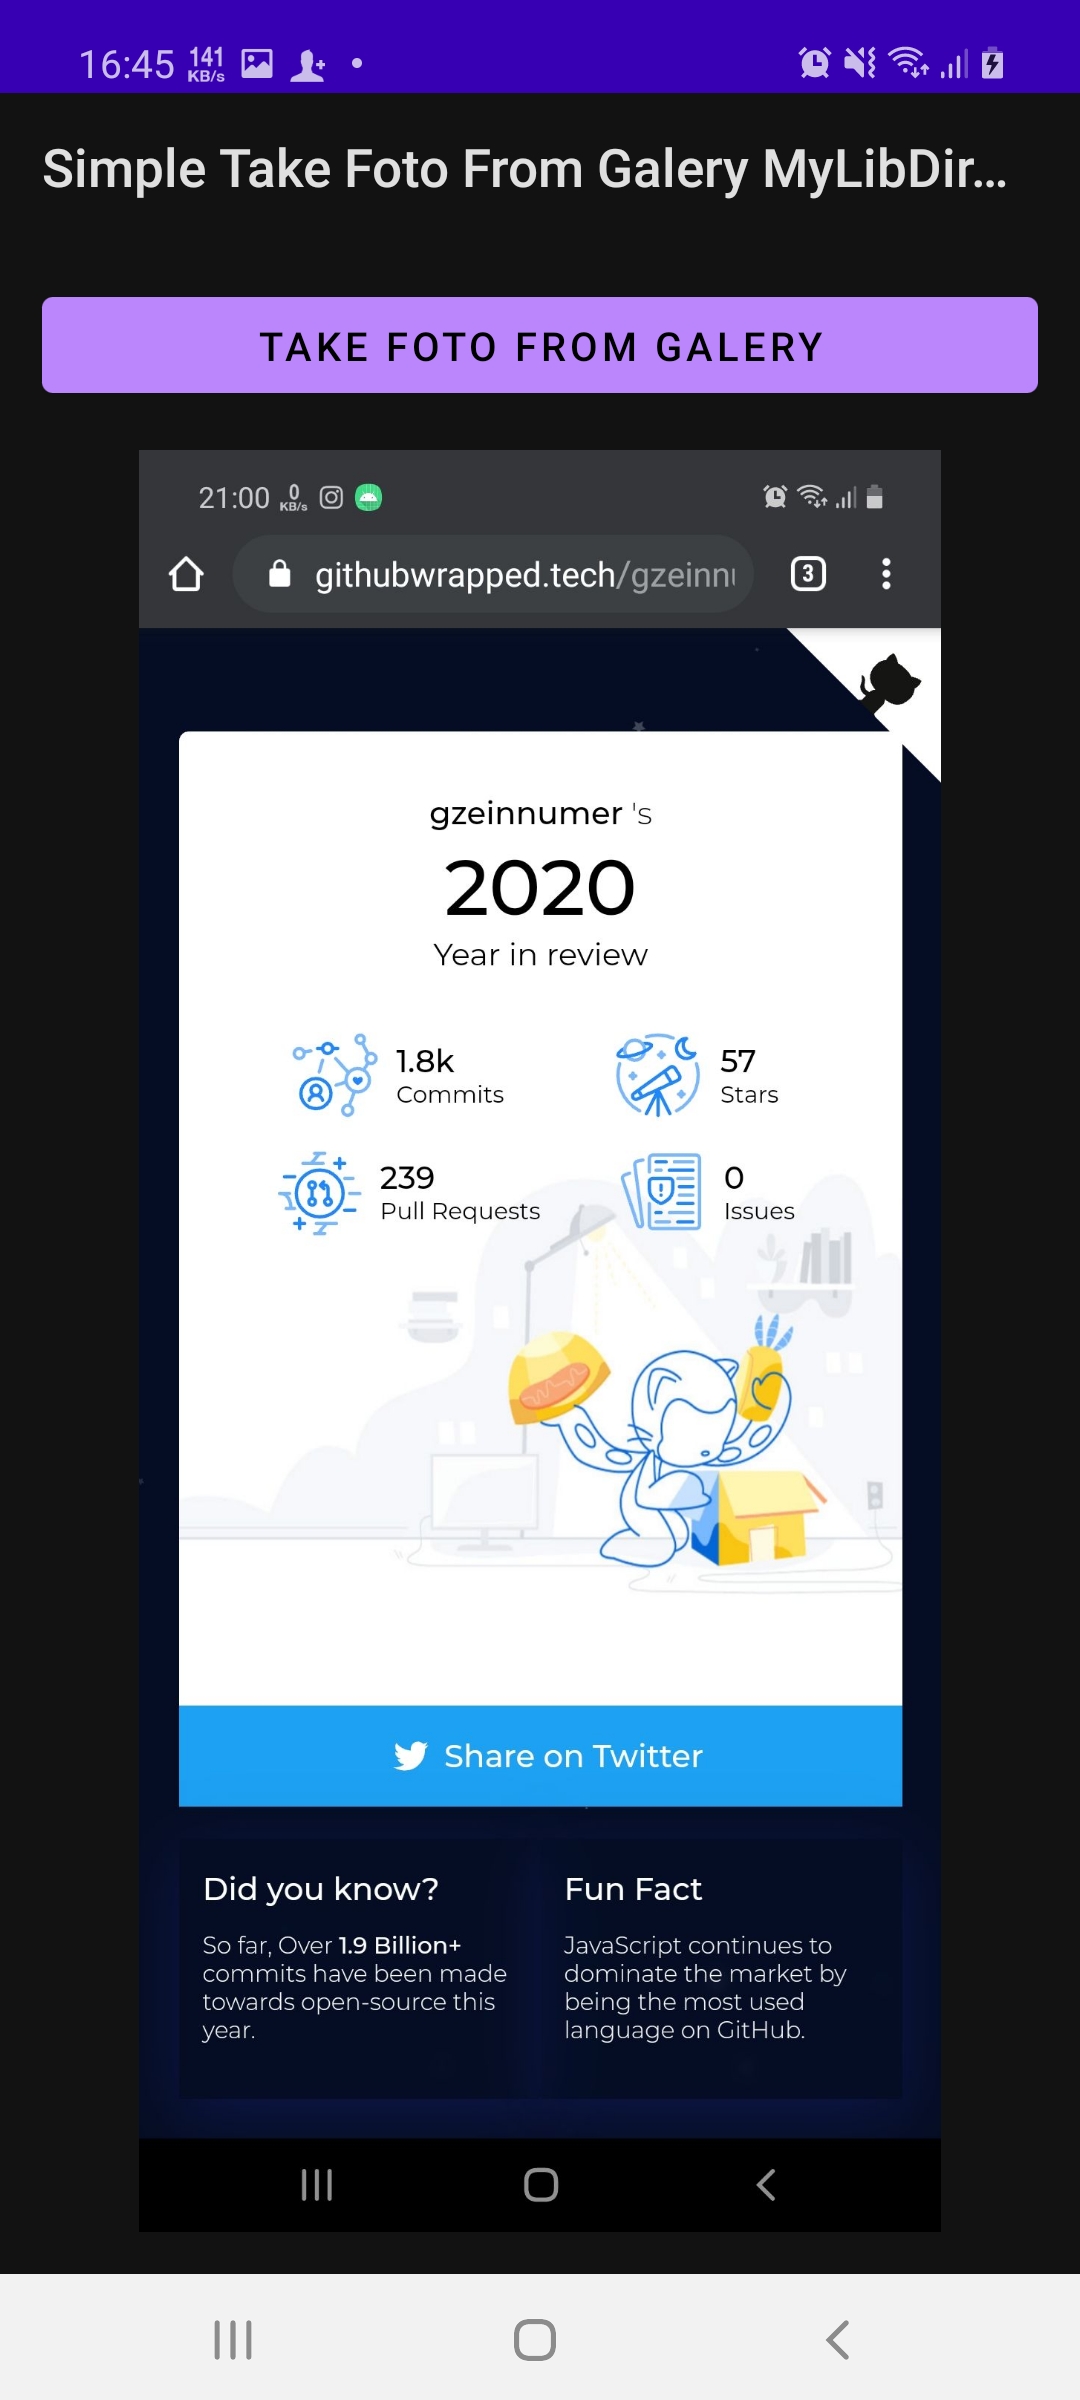 16:45 141 KB/s
Simple Take Foto From Galery MyLibDir...
TAKE FOTO FROM GALERY
21:00 0 KB/s
githubwrapped.tech/gzeinn
3
gzeinnumer 's
2020
Year in review
1.8k
Commits
57
Stars
239
Pull Requests
0
Issues
Share on Twitter
Did you know?
So far, Over 1.9 Billion+
commits have been made
towards open-source this
year.
Fun Fact
JavaScript continues to
dominate the market by
being the most used
language on GitHub.